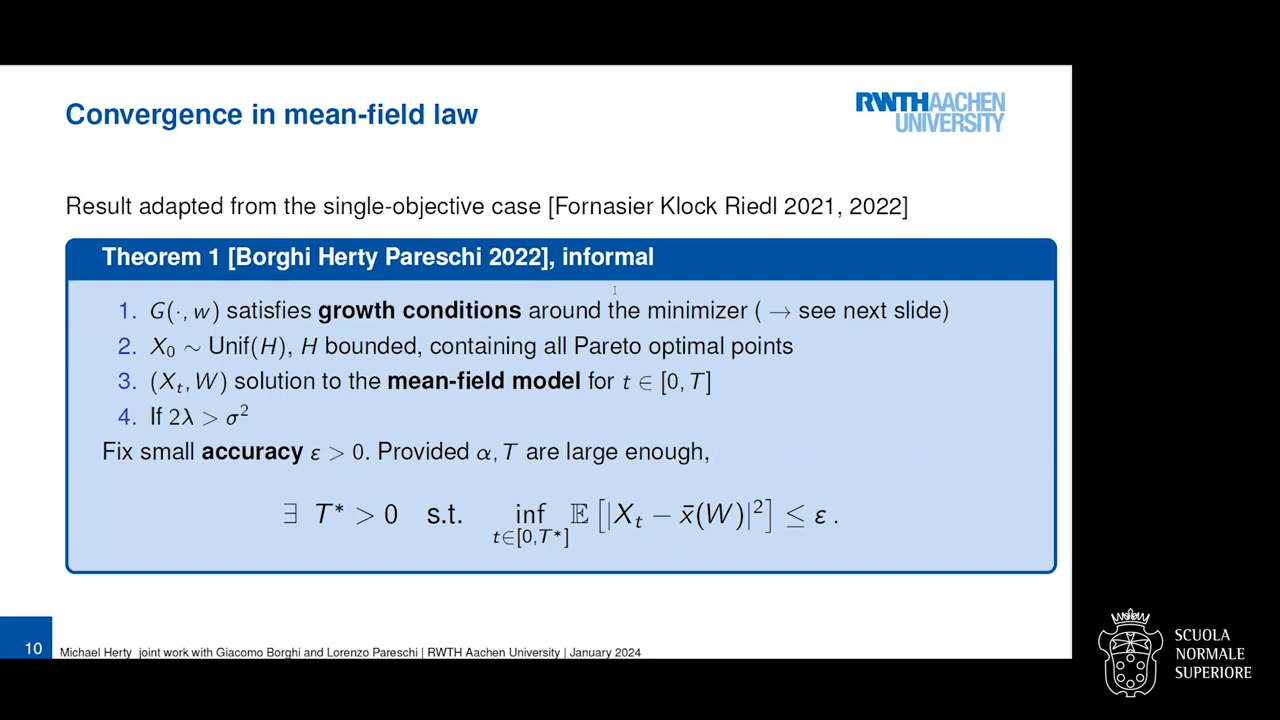 Convergence in mean-field law
RWTH AACHEN
UNIVERSITY
Result adapted from the single-objective case [Fornasier Klock Riedl 2021, 2022]
Theorem 1 [Borghi Herty Pareschi 2022], informal
1. G(·, w) satisfies growth conditions around the minimizer ( → see next slide)
2. X₀ ∼ Unif(H), H bounded, containing all Pareto optimal points
3. (Xₜ, W) solution to the mean-field model for t ∈ [0, T]
4. If 2λ > σ²
Fix small accuracy ε > 0. Provided α, T are large enough,
∃ T* > 0 s.t. inf t∈[0,T*] 𝔼 [|Xₜ − x̄(W)|²] ≤ ε .
10 Michael Herty joint work with Giacomo Borghi and Lorenzo Pareschi | RWTH Aachen University | January 2024
SCUOLA
NORMALE
SUPERIORE